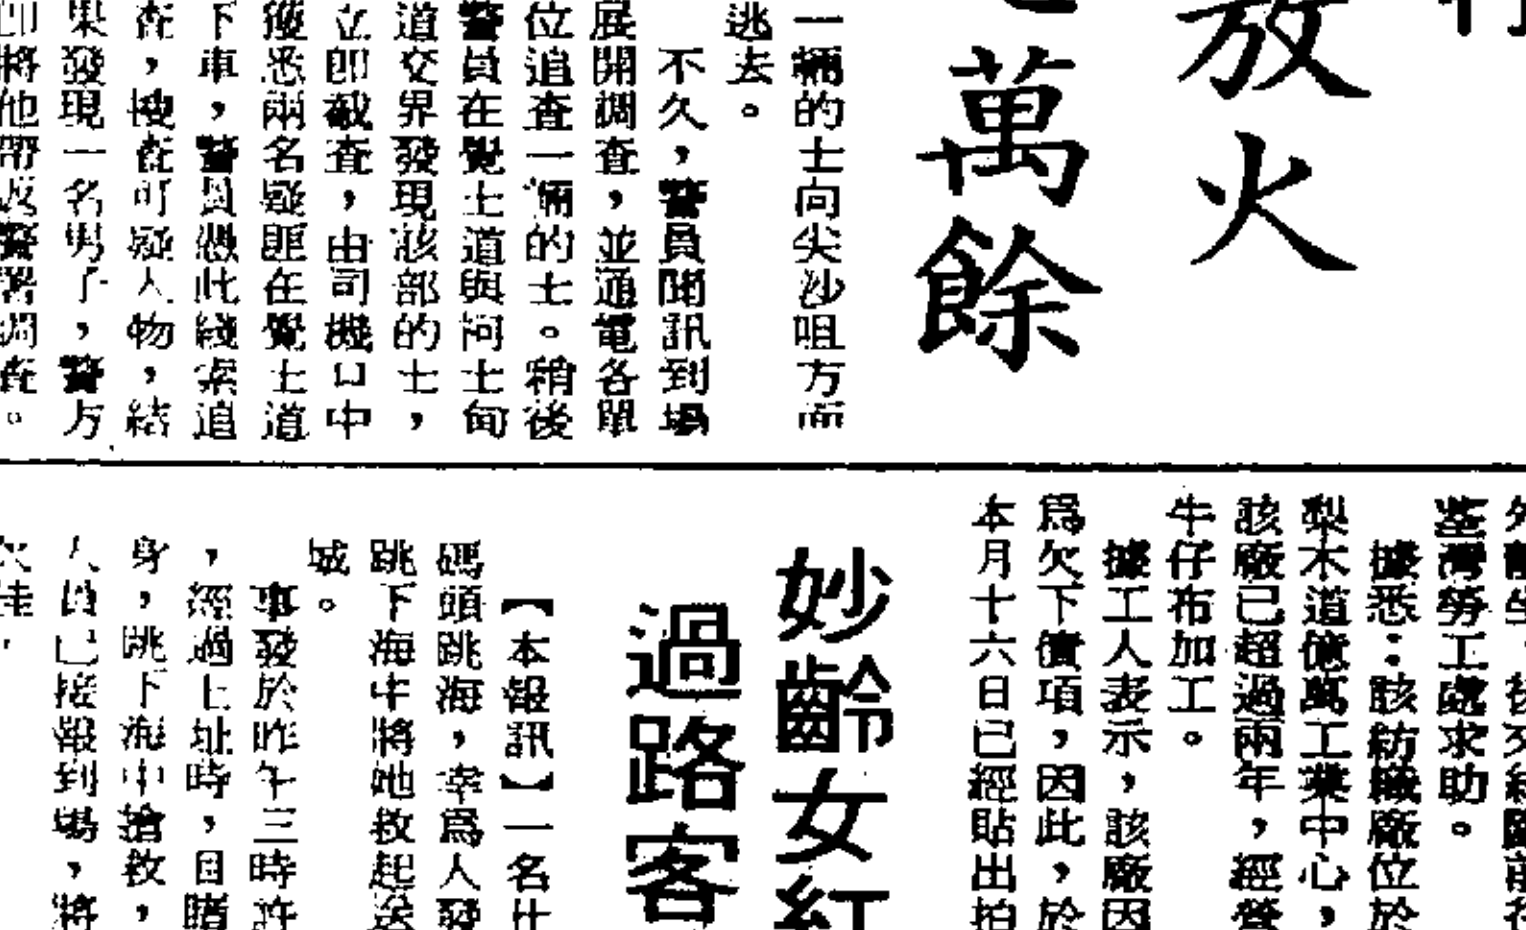 放火
萬餘
一輛的士向尖沙咀方面
逃去。
不久，警員聞訊到場
展開調查，並通電各單
位追查一輛的士。稍後
警員在覺士道與柯士甸
道交界發現該部的士，
立即截查，由司機口中
獲悉兩名疑匪在覺士道
下車，警員憑此綫索追
查，搜查可疑人物，結
果發現一名男子，警方
即將他帶返警署調查。
荃灣勞工處求助。
據悉：該紡織廠位於
梨木道億萬工業中心，
該廠已超過兩年，經營
牛仔布加工。
據工人表示，該廠因
爲欠下債項，因此，於
本月十六日已經貼出拍
妙齡女紅
過路客
【本報訊】一名仕
碼頭跳海，幸爲人發
跳下海中將她救起送
城。
事發於昨午三時許
，經過上址時，目睹
身，跳下海中搶救，
人員已接報到場，將
欠佳，